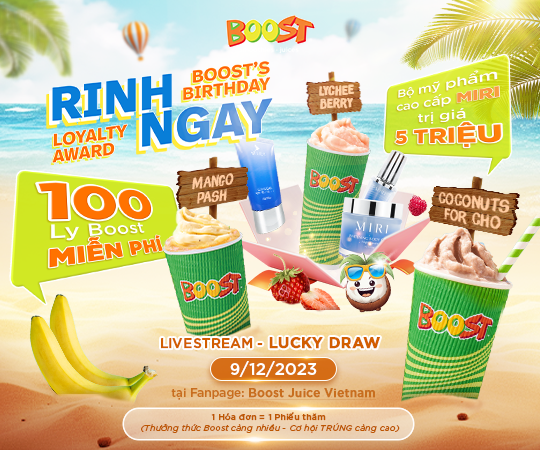 BOOST
BOOST'S
BIRTHDAY
RINH
NGAY
LOYALTY
AWARD
LYCHEE
BERRY
Bộ mỹ phẩm
cao cấp MIRI
trị giá
5 TRIỆU
100
Ly Boost
MIỄN PHÍ
MANGO
PASH
COCONUTS
FOR CHO
BOOST
MIRI
BOOST
BOOST
LIVESTREAM - LUCKY DRAW
9/12/2023
tại Fanpage: Boost Juice Vietnam
1 Hóa đơn = 1 Phiếu thăm
(Thưởng thức Boost càng nhiều - Cơ hội TRÚNG càng cao)